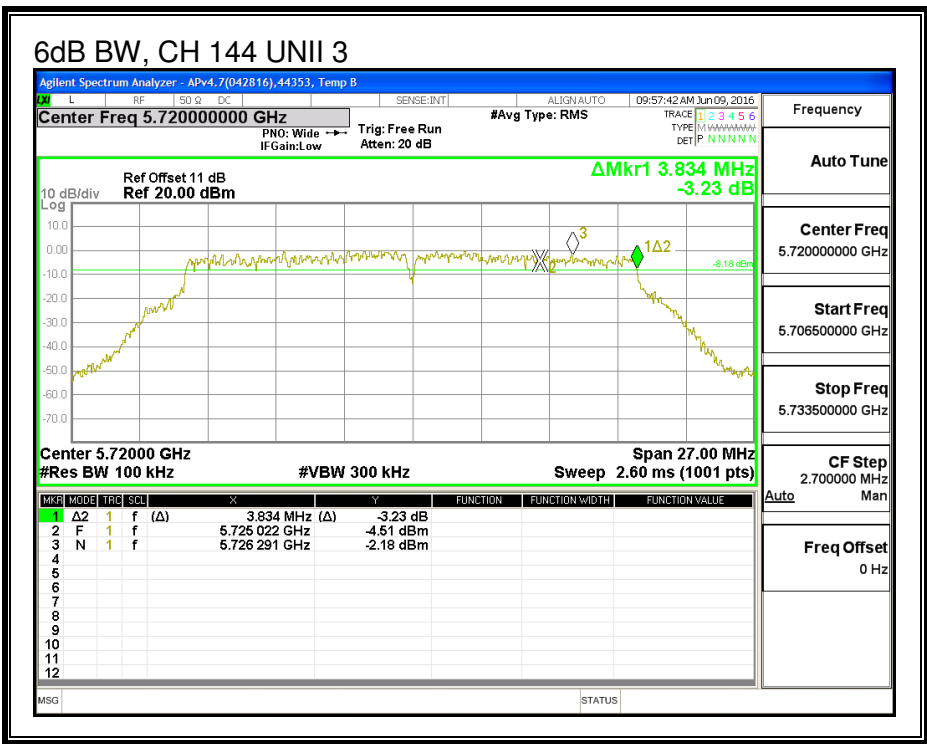 6dB BW, CH 144 UNII 3
Agilent Spectrum Analyzer - APv4.7(042816),44353, Temp B
LXI L RF 50 Ω DC SENSE:INT ALIGN AUTO 09:57:42 AM Jun 09, 2016
Center Freq 5.720000000 GHz #Avg Type: RMS TRACE 1 2 3 4 5 6
PNO: Wide Trig: Free Run TYPE M WWWWW
IFGain:Low Atten: 20 dB DET P N N N N N
Frequency
Auto Tune
Center Freq
5.720000000 GHz
Start Freq
5.706500000 GHz
Stop Freq
5.733500000 GHz
CF Step
2.700000 MHz
Auto Man
Freq Offset
0 Hz
ΔMkr1 3.834 MHz
-3.23 dB
Ref Offset 11 dB
10 dB/div Ref 20.00 dBm
Log
10.0
0.00
-10.0
-20.0
-30.0
-40.0
-50.0
-60.0
-70.0
3
1Δ2
2
-8.18 dBm
Center 5.72000 GHz Span 27.00 MHz
#Res BW 100 kHz #VBW 300 kHz Sweep 2.60 ms (1001 pts)
MKR MODE TRC SCL X Y FUNCTION FUNCTION WIDTH FUNCTION VALUE
1 Δ2 1 f (Δ) 3.834 MHz (Δ) -3.23 dB
2 F 1 f 5.725 022 GHz -4.51 dBm
3 N 1 f 5.726 291 GHz -2.18 dBm
4
5
6
7
8
9
10
11
12
MSG STATUS